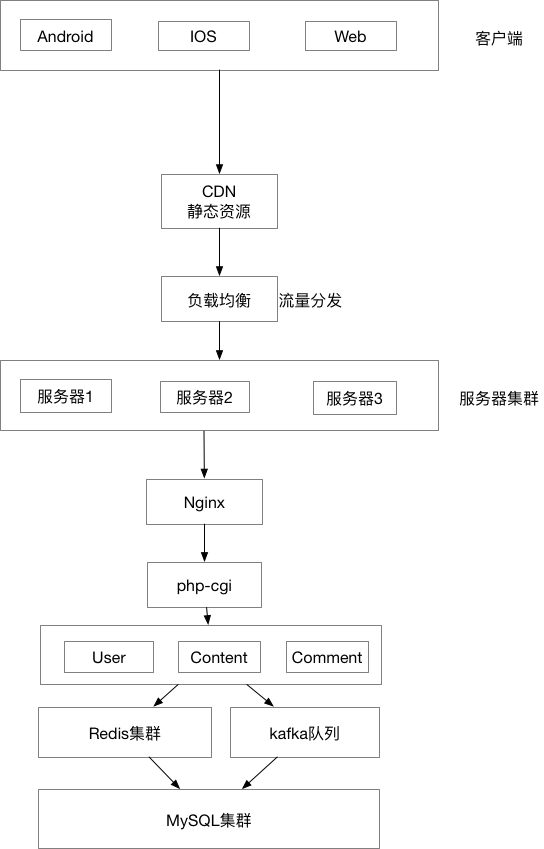 Android
IOS
Web
客户端
CDN
静态资源
负载均衡
流量分发
服务器1
服务器2
服务器3
服务器集群
Nginx
php-cgi
User
Content
Comment
Redis集群
kafka队列
MySQL集群